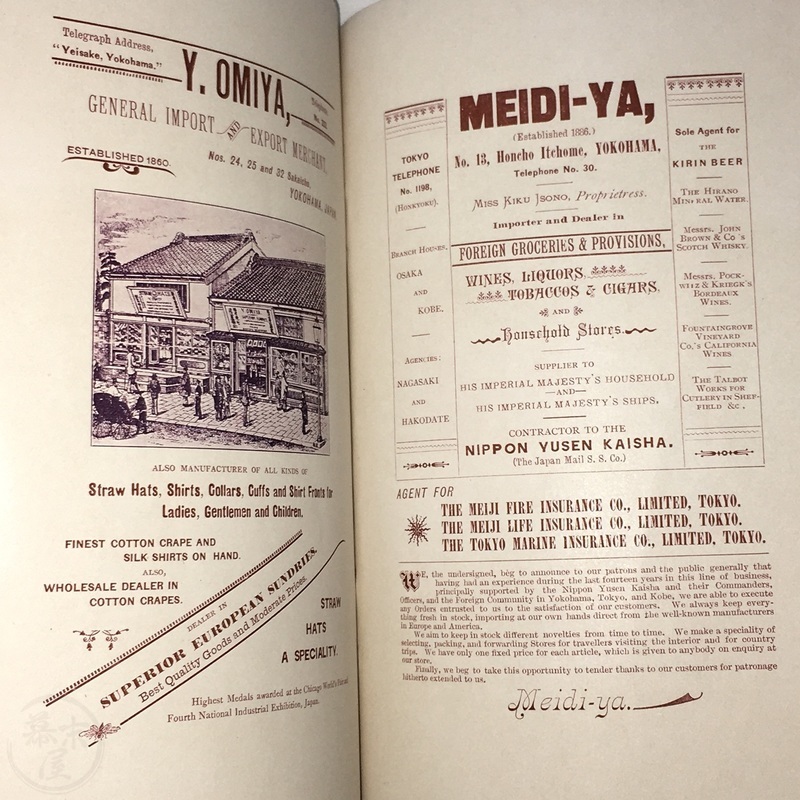 Telegraph Address,
"Yeisake, Yokohama."
Y. OMIYA,
Telephone
GENERAL IMPORT AND EXPORT MERCHANT,
ESTABLISHED 1860.
Nos. 24, 25 and 32 Sakaicho,
YOKOHAMA, JAPAN
ALSO MANUFACTURER OF ALL KINDS OF
Straw Hats, Shirts, Collars, Cuffs and Shirt Fronts for
Ladies, Gentlemen and Children.
FINEST COTTON CRAPE AND
SILK SHIRTS ON HAND.
ALSO,
WHOLESALE DEALER IN
COTTON CRAPES.
DEALER IN
SUPERIOR EUROPEAN SUNDRIES.
Best Quality Goods and Moderate Prices.
STRAW
HATS
A SPECIALITY.
Highest Medals awarded at the Chicago World's Fair and
Fourth National Industrial Exhibition, Japan.
MEIDI-YA,
(Established 1886.)
No. 13, Honcho Itchome, YOKOHAMA,
Telephone No. 30.
MISS KIKU ISONO, Proprietress.
Importer and Dealer in
FOREIGN GROCERIES & PROVISIONS,
WINES, LIQUORS,
TOBACCOS & CIGARS,
AND
Household Stores.
SUPPLIER TO
HIS IMPERIAL MAJESTY'S HOUSEHOLD
AND
HIS IMPERIAL MAJESTY'S SHIPS.
CONTRACTOR TO THE
NIPPON YUSEN KAISHA.
(The Japan Mail S. S. Co.)
TOKYO
TELEPHONE
No. 1198,
(HONKYOKU).
BRANCH HOUSES.
OSAKA
AND
KOBE.
AGENCIES:
NAGASAKI
AND
HAKODATE
Sole Agent for
THE
KIRIN BEER
THE HIRANO
MINERAL WATER.
MESSRS. JOHN
BROWN & CO'S
SCOTCH WHISKY.
MESSRS. POCK-
WITZ & KRIEGK'S
BORDEAUX
WINES.
FOUNTAINGROVE
VINEYARD
CO.'S CALIFORNIA
WINES
THE TALBOT
WORKS FOR
CUTLERY IN SHEF-
FIELD &c.
AGENT FOR
THE MEIJI FIRE INSURANCE CO., LIMITED, TOKYO.
THE MEIJI LIFE INSURANCE CO., LIMITED, TOKYO.
THE TOKYO MARINE INSURANCE CO., LIMITED, TOKYO.
WE, the undersigned, beg to announce to our patrons and the public generally that
having had an experience during the last fourteen years in this line of business,
principally supported by the Nippon Yusen Kaisha and their Commanders,
Officers, and the Foreign Community in Yokohama, Tokyo, and Kobe, we are able to execute
any Orders entrusted to us to the satisfaction of our customers. We always keep every-
thing fresh in stock, importing at our own hands direct from the well-known manufacturers
in Europe and America.
We aim to keep in stock different novelties from time to time. We make a speciality of
selecting, packing, and forwarding Stores for travellers visiting the interior and for country
trips. We have only one fixed price for each article, which is given to anybody on enquiry at
our store.
Finally, we beg to take this opportunity to tender thanks to our customers for patronage
hitherto extended to us.
Meidi-ya.